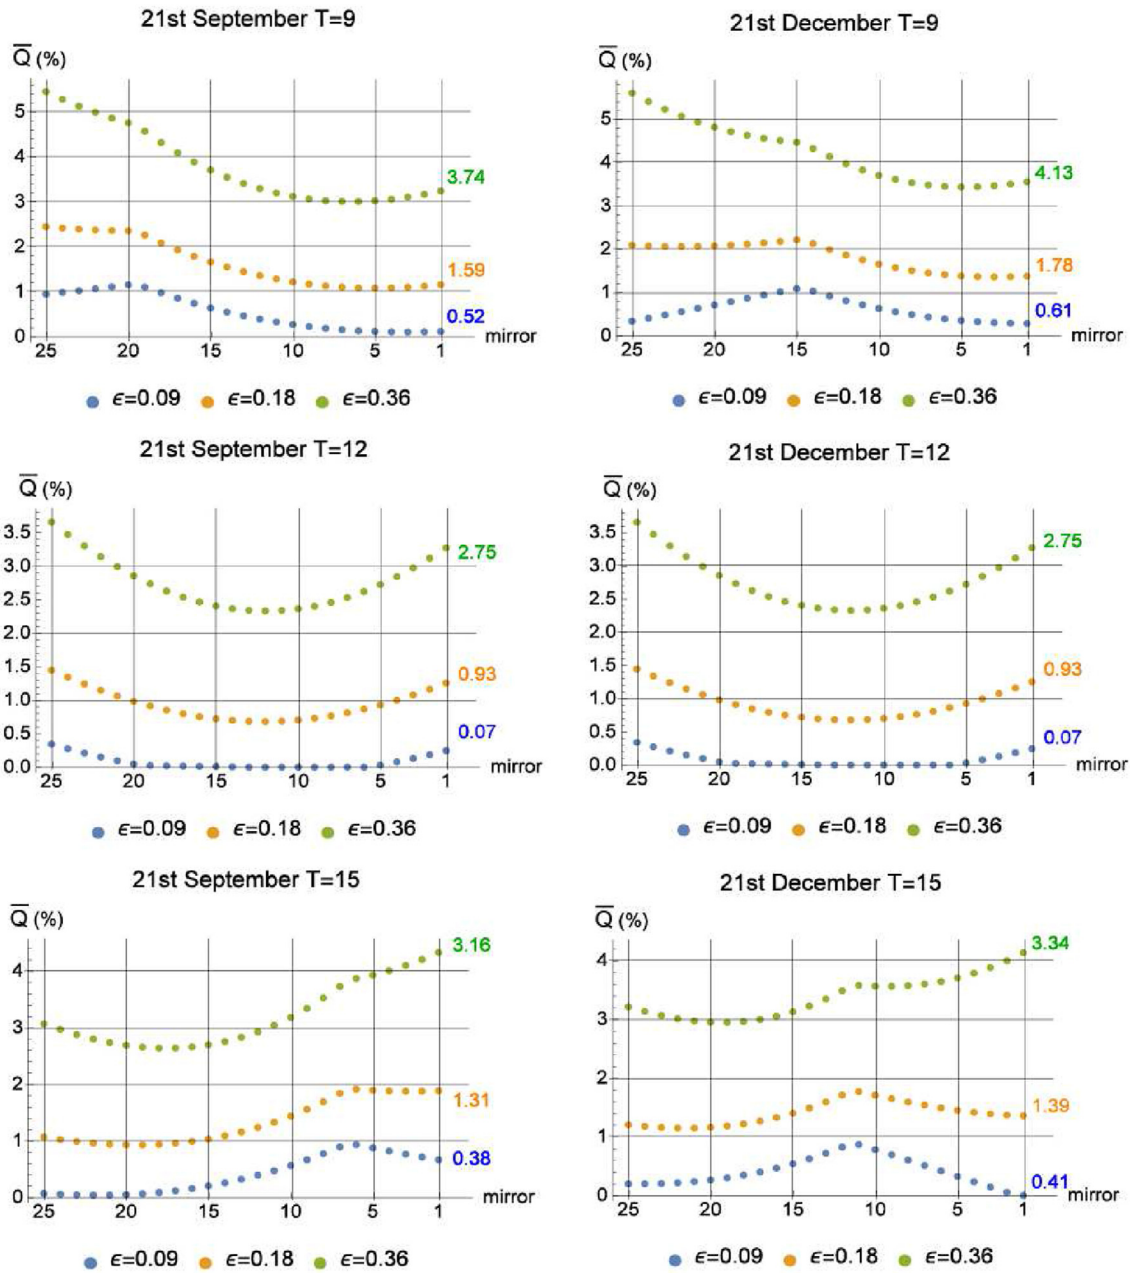 21st September T=9
Q̅ (%)
5
4
3
2
1
0
3.74
1.59
0.52
25 20 15 10 5 1 mirror
ϵ=0.09 ϵ=0.18 ϵ=0.36
21st December T=9
Q̅ (%)
5
4
3
2
1
0
4.13
1.78
0.61
25 20 15 10 5 1 mirror
ϵ=0.09 ϵ=0.18 ϵ=0.36
21st September T=12
Q̅ (%)
3.5
3.0
2.5
2.0
1.5
1.0
0.5
0.0
2.75
0.93
0.07
25 20 15 10 5 1 mirror
ϵ=0.09 ϵ=0.18 ϵ=0.36
21st December T=12
Q̅ (%)
3.5
3.0
2.5
2.0
1.5
1.0
0.5
0.0
2.75
0.93
0.07
25 20 15 10 5 1 mirror
ϵ=0.09 ϵ=0.18 ϵ=0.36
21st September T=15
Q̅ (%)
4
3
2
1
0
3.16
1.31
0.38
25 20 15 10 5 1 mirror
ϵ=0.09 ϵ=0.18 ϵ=0.36
21st December T=15
Q̅ (%)
4
3
2
1
0
3.34
1.39
0.41
25 20 15 10 5 1 mirror
ϵ=0.09 ϵ=0.18 ϵ=0.36